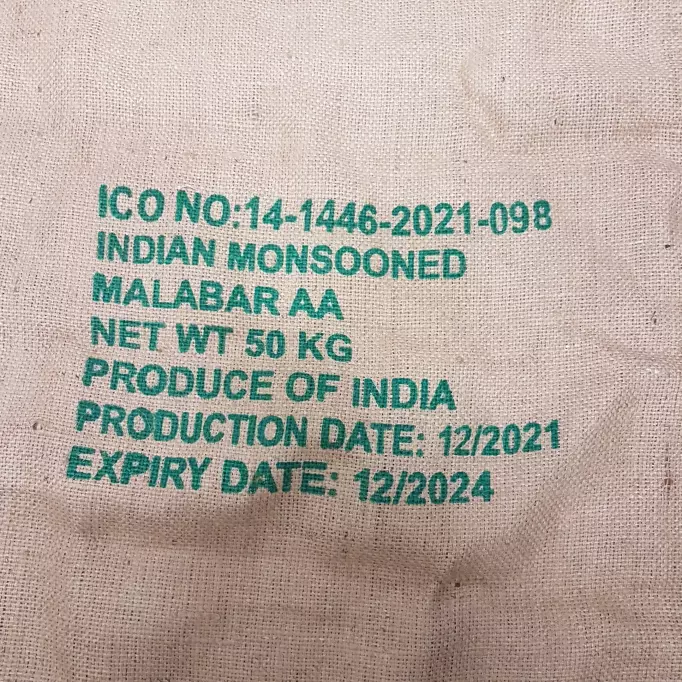 ICO NO:14-1446-2021-098
INDIAN MONSOONED
MALABAR AA
NET WT 50 KG
PRODUCE OF INDIA
PRODUCTION DATE: 12/2021
EXPIRY DATE: 12/2024